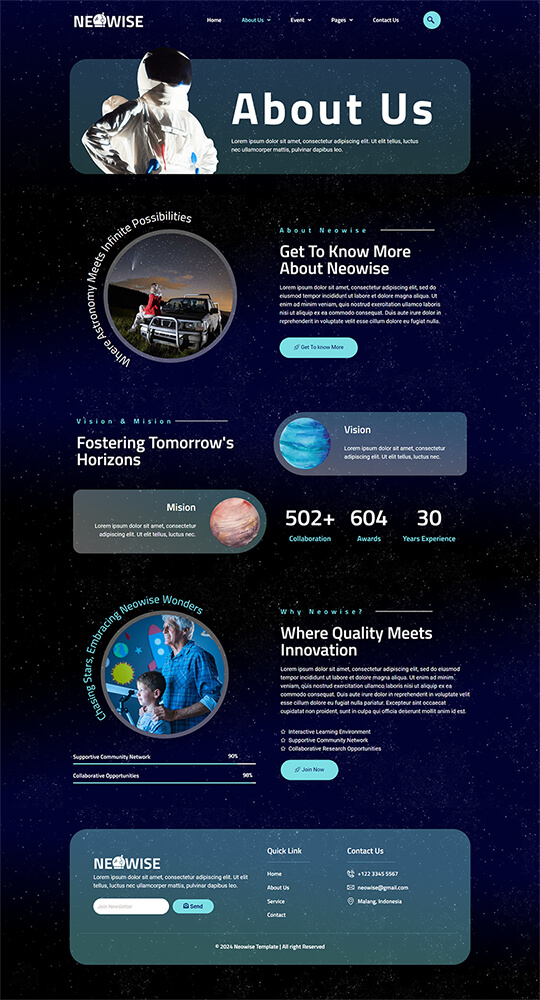 NEOWISE
Home
About Us
Event
Pages
Contact Us
About Us
Lorem ipsum dolor sit amet, consectetur adipiscing elit. Ut elit tellus, luctus
nec ullamcorper mattis, pulvinar dapibus leo.
Where Astronomy Meets Infinite Possibilities
About Neowise
Get To Know More
About Neowise
Lorem ipsum dolor sit amet, consectetur adipiscing elit, sed do
eiusmod tempor incididunt ut labore et dolore magna aliqua. Ut
enim ad minim veniam, quis nostrud exercitation ullamco laboris
nisi ut aliquip ex ea commodo consequat. Duis aute irure dolor in
reprehenderit in voluptate velit esse cillum dolore eu fugiat nulla.
Get To know More
Vision & Mision
Fostering Tomorrow's
Horizons
Vision
Lorem ipsum dolor sit amet, consectetur
adipiscing elit. Ut elit tellus, luctus nec.
Mision
Lorem ipsum dolor sit amet, consectetur
adipiscing elit. Ut elit tellus, luctus nec.
502+
Collaboration
604
Awards
30
Years Experience
Chasing Stars, Embracing Neowise Wonders
Why Neowise?
Where Quality Meets
Innovation
Lorem ipsum dolor sit amet, consectetur adipiscing elit, sed do eiusmod
tempor incididunt ut labore et dolore magna aliqua. Ut enim ad minim
veniam, quis nostrud exercitation ullamco laboris nisi ut aliquip ex ea commodo
consequat. Duis aute irure dolor in reprehenderit in voluptate velit
esse cillum dolore eu fugiat nulla pariatur. Excepteur sint occaecat
cupidatat non proident, sunt in culpa qui officia deserunt mollit anim id est.
Interactive Learning Environment
Supportive Community Network
Collaborative Research Opportunities
Join Now
Supportive Community Network 90%
Collaborative Opportunities 90%
NEOWISE
Lorem ipsum dolor sit amet, consectetur adipiscing elit. Ut elit
tellus, luctus nec ullamcorper mattis, pulvinar dapibus leo.
Join Newsletter
Send
Quick Link
Home
About Us
Service
Contact
Contact Us
+122 3345 5567
neowise@gmail.com
Malang, Indonesia
© 2024 Neowise Template | All right Reserved